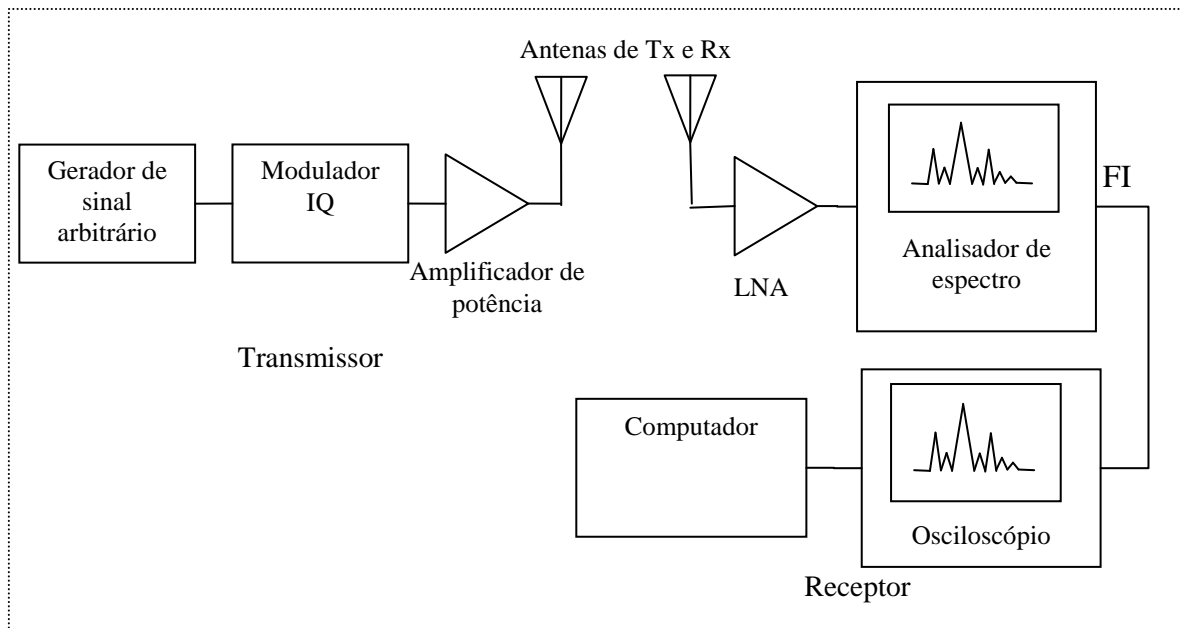 Antenas de Tx e Rx
Gerador de
sinal
arbitrário
Modulador
IQ
Amplificador de
potência
LNA
Analisador de
espectro
FI
Transmissor
Computador
Osciloscópio
Receptor